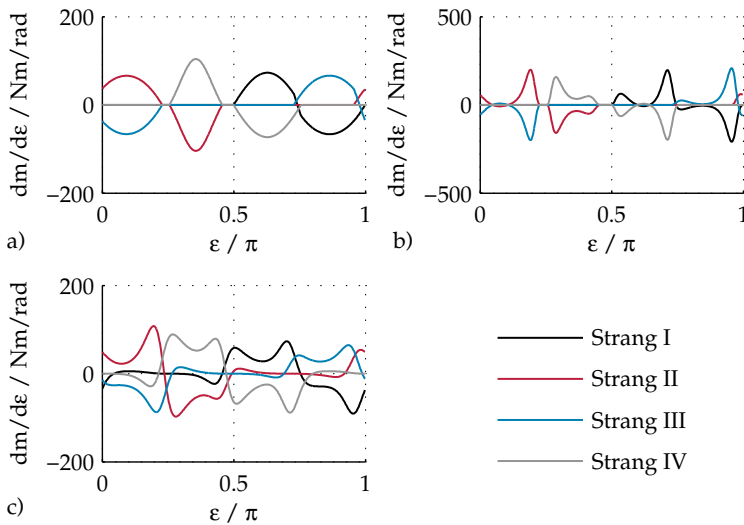 200
0
−200
dm/dε / Nm/rad
0
0.5
1
ε / π
a)
500
0
−500
dm/dε / Nm/rad
0
0.5
1
ε / π
b)
200
0
−200
dm/dε / Nm/rad
0
0.5
1
ε / π
c)
Strang I
Strang II
Strang III
Strang IV